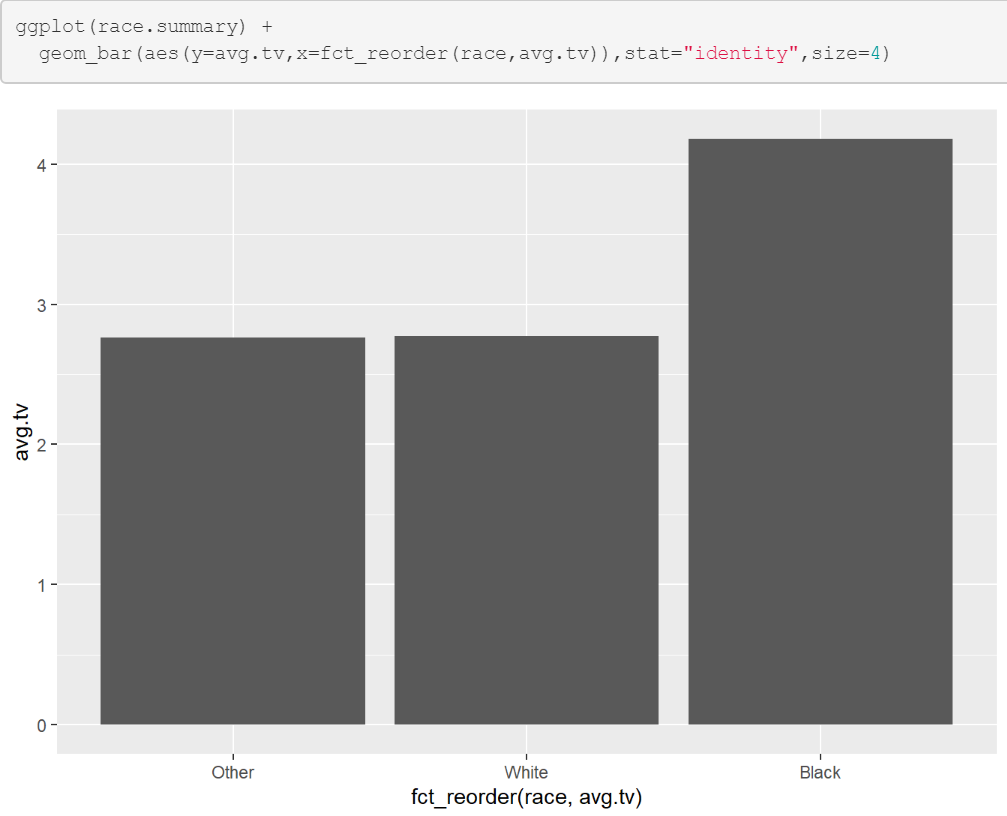 ggplot(race.summary) +
  geom_bar(aes(y=avg.tv,x=fct_reorder(race,avg.tv)),stat="identity",size=4)
4
3
2
1
0
avg.tv
Other White Black
fct_reorder(race, avg.tv)